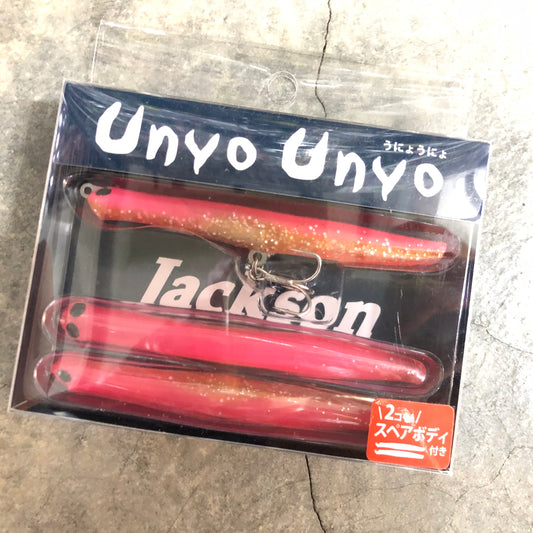 Unyo Unyo
うにょうにょ
Jackson
\2コ/
スペアボディ
付き